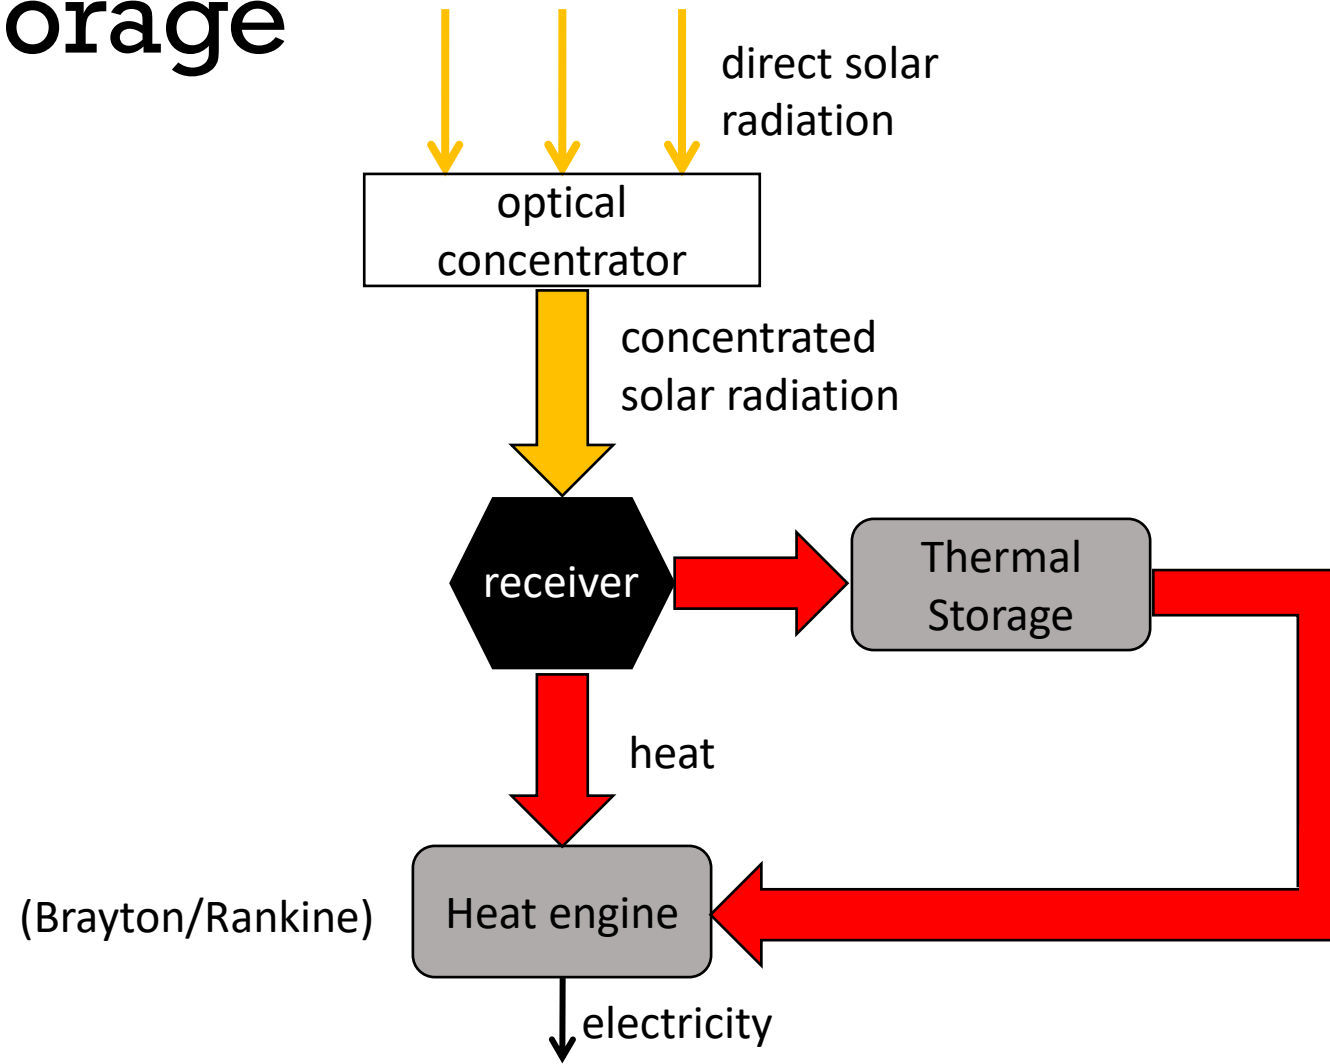 orage
direct solar
radiation
optical
concentrator
concentrated
solar radiation
receiver
Thermal
Storage
heat
(Brayton/Rankine)
Heat engine
electricity